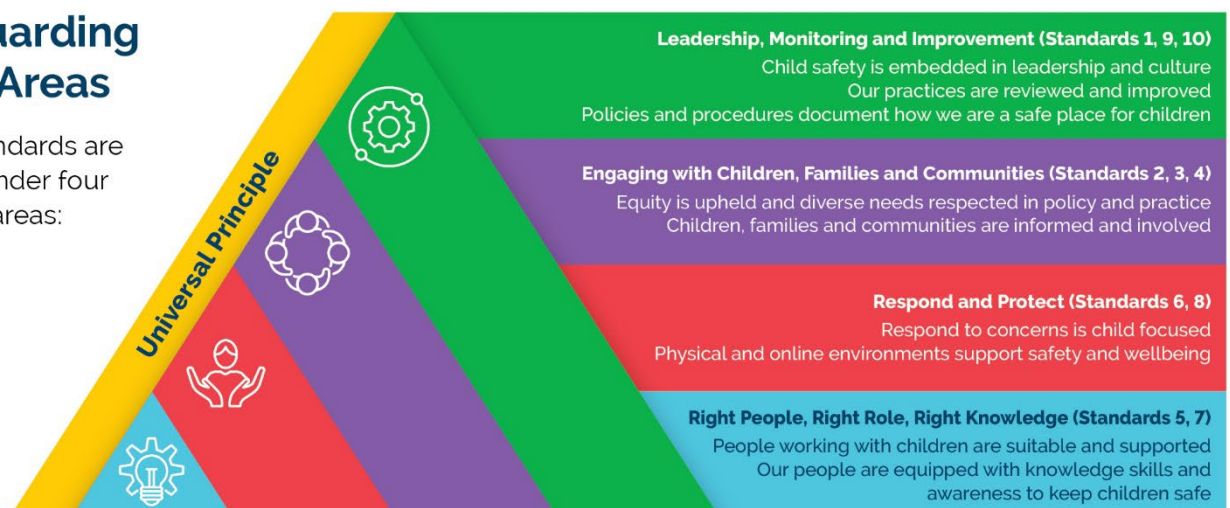 Areas
are
four
areas:
Universal Principle
Leadership, Monitoring and Improvement (Standards 1, 9, 10)
Child safety is embedded in leadership and culture
Our practices are reviewed and improved
Policies and procedures document how we are a safe place for children
Engaging with Children, Families and Communities (Standards 2, 3, 4)
Equity is upheld and diverse needs respected in policy and practice
Children, families and communities are informed and involved
Respond and Protect (Standards 6, 8)
Respond to concerns is child focused
Physical and online environments support safety and wellbeing
Right People, Right Role, Right Knowledge (Standards 5, 7)
People working with children are suitable and supported
Our people are equipped with knowledge skills and
awareness to keep children safe